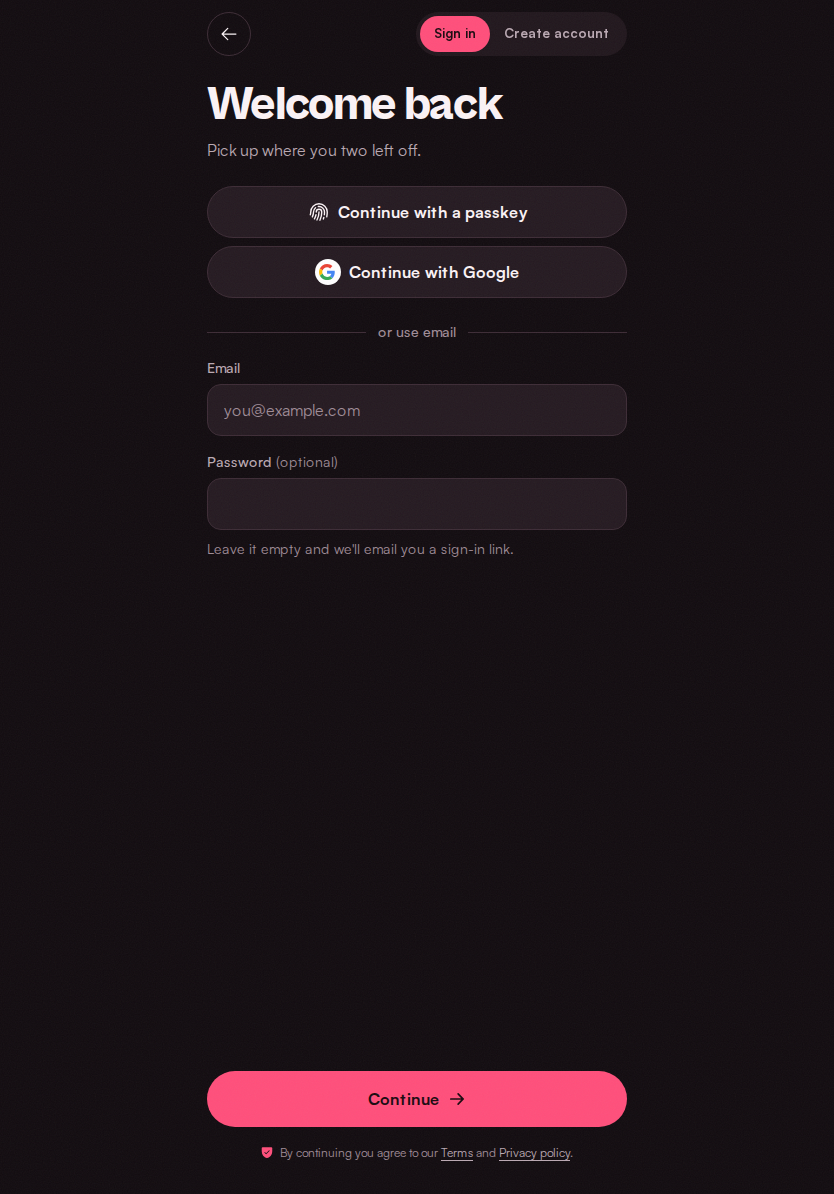 Sign in
Create account
Welcome back
Pick up where you two left off.
Continue with a passkey
Continue with Google
or use email
Email
you@example.com
Password (optional)
Leave it empty and we'll email you a sign-in link.
Continue
By continuing you agree to our Terms and Privacy policy.